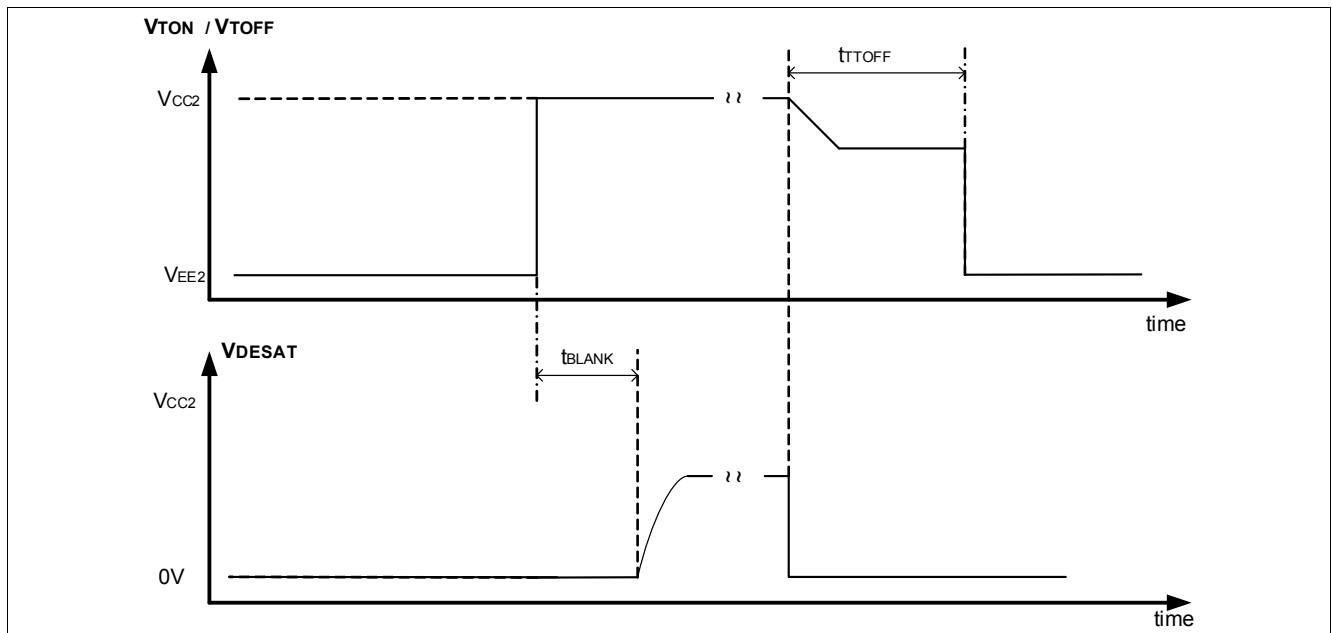 VTON / VTOFF
tTTOFF
VCC2
VEE2
time
VDESAT
tBLANK
VCC2
0V
time